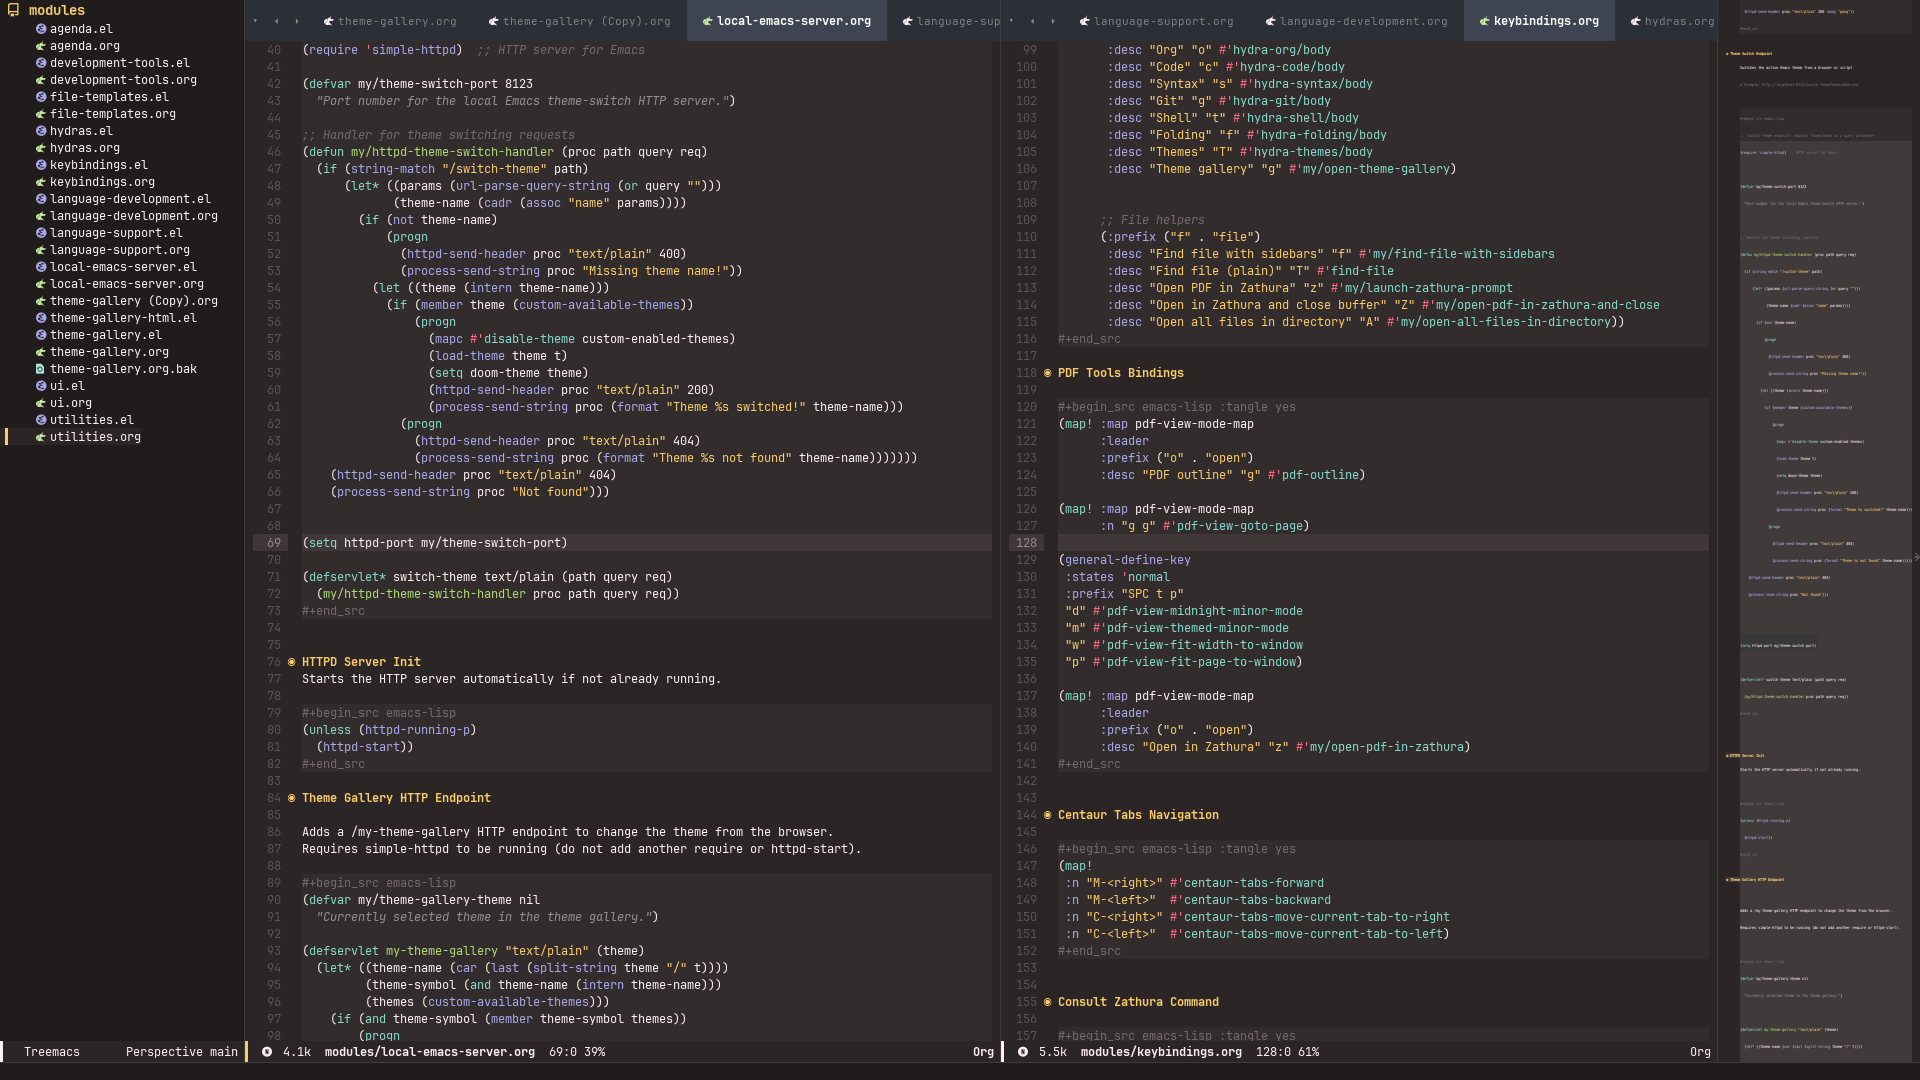 modules
agenda.el
agenda.org
development-tools.el
development-tools.org
file-templates.el
file-templates.org
hydras.el
hydras.org
keybindings.el
keybindings.org
language-development.el
language-development.org
language-support.el
language-support.org
local-emacs-server.el
local-emacs-server.org
theme-gallery (Copy).org
theme-gallery-html.el
theme-gallery.el
theme-gallery.org
theme-gallery.org.bak
ui.el
ui.org
utilities.el
utilities.org
Treemacs Perspective main
theme-gallery.org theme-gallery (Copy).org local-emacs-server.org language-sup
40 (require 'simple-httpd)  ;; HTTP server for Emacs
41
42 (defvar my/theme-switch-port 8123
43   "Port number for the local Emacs theme-switch HTTP server.")
44
45 ;; Handler for theme switching requests
46 (defun my/httpd-theme-switch-handler (proc path query req)
47   (if (string-match "/switch-theme" path)
48       (let* ((params (url-parse-query-string (or query "")))
49              (theme-name (cadr (assoc "name" params))))
50         (if (not theme-name)
51             (progn
52               (httpd-send-header proc "text/plain" 400)
53               (process-send-string proc "Missing theme name!"))
54           (let ((theme (intern theme-name)))
55             (if (member theme (custom-available-themes))
56                 (progn
57                   (mapc #'disable-theme custom-enabled-themes)
58                   (load-theme theme t)
59                   (setq doom-theme theme)
60                   (httpd-send-header proc "text/plain" 200)
61                   (process-send-string proc (format "Theme %s switched!" theme-name)))
62               (progn
63                 (httpd-send-header proc "text/plain" 404)
64                 (process-send-string proc (format "Theme %s not found" theme-name)))))))
65     (httpd-send-header proc "text/plain" 404)
66     (process-send-string proc "Not found")))
67
68
69 (setq httpd-port my/theme-switch-port)
70
71 (defservlet* switch-theme text/plain (path query req)
72   (my/httpd-theme-switch-handler proc path query req))
73 #+end_src
74
75
76 ◉ HTTPD Server Init
77 Starts the HTTP server automatically if not already running.
78
79 #+begin_src emacs-lisp
80 (unless (httpd-running-p)
81   (httpd-start))
82 #+end_src
83
84 ◉ Theme Gallery HTTP Endpoint
85
86 Adds a /my-theme-gallery HTTP endpoint to change the theme from the browser.
87 Requires simple-httpd to be running (do not add another require or httpd-start).
88
89 #+begin_src emacs-lisp
90 (defvar my/theme-gallery-theme nil
91   "Currently selected theme in the theme gallery.")
92
93 (defservlet my-theme-gallery "text/plain" (theme)
94   (let* ((theme-name (car (last (split-string theme "/" t))))
95          (theme-symbol (and theme-name (intern theme-name)))
96          (themes (custom-available-themes)))
97     (if (and theme-symbol (member theme-symbol themes))
98         (progn
4.1k modules/local-emacs-server.org 69:0 39% Org
language-support.org language-development.org keybindings.org hydras.org
99        :desc "Org" "o" #'hydra-org/body
100       :desc "Code" "c" #'hydra-code/body
101       :desc "Syntax" "s" #'hydra-syntax/body
102       :desc "Git" "g" #'hydra-git/body
103       :desc "Shell" "t" #'hydra-shell/body
104       :desc "Folding" "f" #'hydra-folding/body
105       :desc "Themes" "T" #'hydra-themes/body
106       :desc "Theme gallery" "g" #'my/open-theme-gallery)
107
108
109      ;; File helpers
110      (:prefix ("f" . "file")
111       :desc "Find file with sidebars" "f" #'my/find-file-with-sidebars
112       :desc "Find file (plain)" "T" #'find-file
113       :desc "Open PDF in Zathura" "z" #'my/launch-zathura-prompt
114       :desc "Open in Zathura and close buffer" "Z" #'my/open-pdf-in-zathura-and-close
115       :desc "Open all files in directory" "A" #'my/open-all-files-in-directory))
116 #+end_src
117
118 ◉ PDF Tools Bindings
119
120 #+begin_src emacs-lisp :tangle yes
121 (map! :map pdf-view-mode-map
122       :leader
123       :prefix ("o" . "open")
124       :desc "PDF outline" "g" #'pdf-outline)
125
126 (map! :map pdf-view-mode-map
127       :n "g g" #'pdf-view-goto-page)
128
129 (general-define-key
130  :states 'normal
131  :prefix "SPC t p"
132  "d" #'pdf-view-midnight-minor-mode
133  "m" #'pdf-view-themed-minor-mode
134  "w" #'pdf-view-fit-width-to-window
135  "p" #'pdf-view-fit-page-to-window)
136
137 (map! :map pdf-view-mode-map
138       :leader
139       :prefix ("o" . "open")
140       :desc "Open in Zathura" "z" #'my/open-pdf-in-zathura)
141 #+end_src
142
143
144 ◉ Centaur Tabs Navigation
145
146 #+begin_src emacs-lisp :tangle yes
147 (map!
148  :n "M-<right>" #'centaur-tabs-forward
149  :n "M-<left>"  #'centaur-tabs-backward
150  :n "C-<right>" #'centaur-tabs-move-current-tab-to-right
151  :n "C-<left>"  #'centaur-tabs-move-current-tab-to-left)
152 #+end_src
153
154
155 ◉ Consult Zathura Command
156
157 #+begin_src emacs-lisp :tangle yes
5.5k modules/keybindings.org 128:0 61% Org